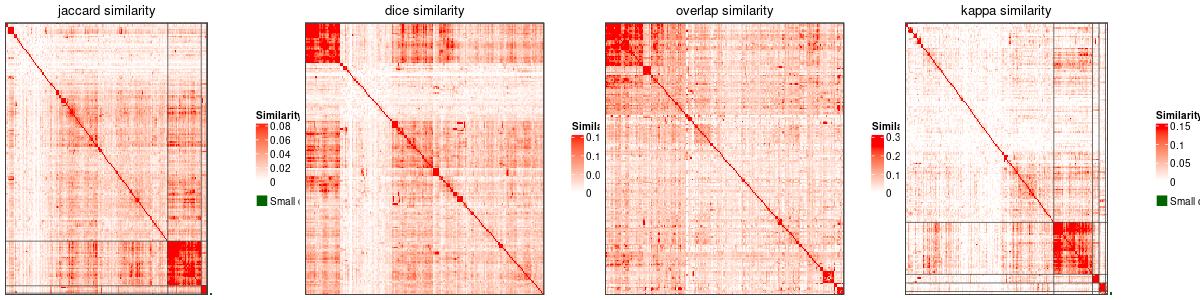 jaccard similarity
Similarity
0.08
0.06
0.04
0.02
0
Small
dice similarity
0.1
0.1
0.0
0
overlap similarity
0.3
0.2
0.1
0
kappa similarity
Similarity
0.15
0.1
0.05
0
Small